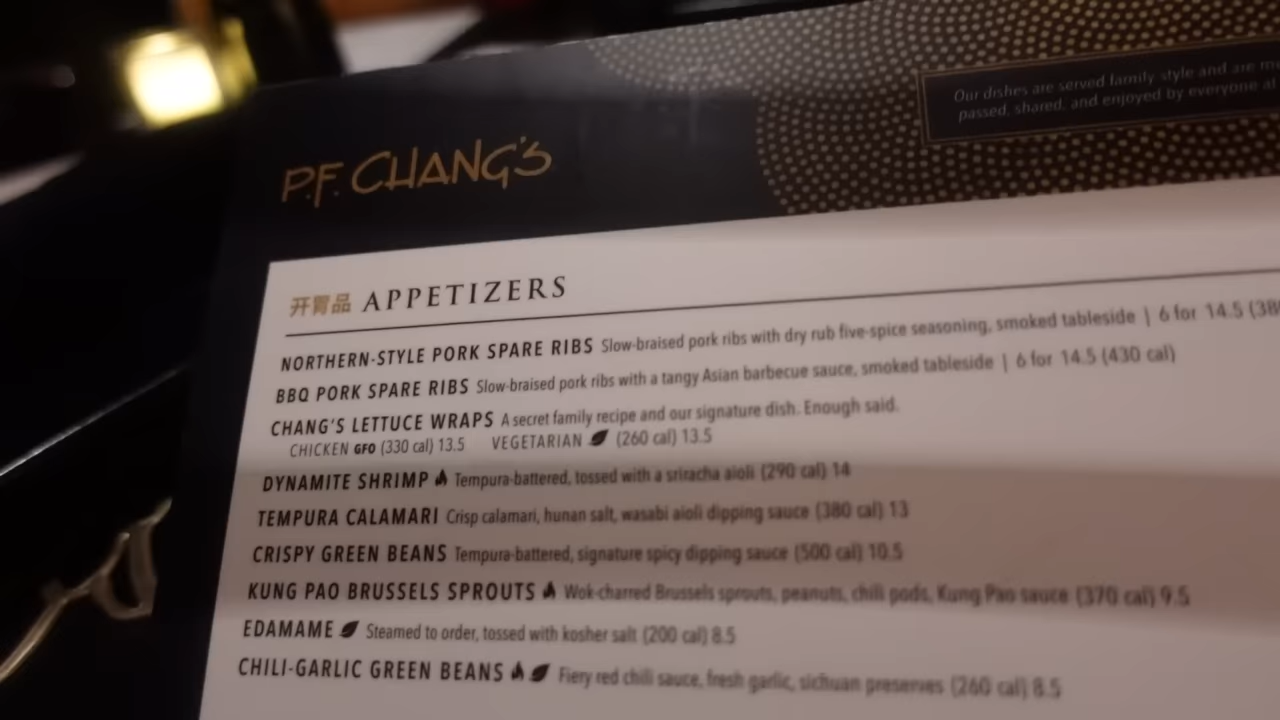 Our dishes are served family style and are
passed, shared, and enjoyed by everyone at
P.F. CHANG'S
开胃品 APPETIZERS
NORTHERN-STYLE PORK SPARE RIBS Slow-braised pork ribs with dry rub five-spice seasoning, smoked tableside | 6 for 14.5 (38
BBQ PORK SPARE RIBS Slow-braised pork ribs with a tangy Asian barbecue sauce, smoked tableside | 6 for 14.5 (430 cal)
CHANG'S LETTUCE WRAPS A secret family recipe and our signature dish. Enough said.
CHICKEN GFO (330 cal) 13.5 VEGETARIAN (260 cal) 13.5
DYNAMITE SHRIMP Tempura-battered, tossed with a sriracha aioli (290 cal) 14
TEMPURA CALAMARI Crisp calamari, hunan salt, wasabi aioli dipping sauce (380 cal) 13
CRISPY GREEN BEANS Tempura-battered, signature spicy dipping sauce (500 cal) 10.5
KUNG PAO BRUSSELS SPROUTS Wok-charred Brussels sprouts, peanuts, chili pods, Kung Pao sauce (370 cal) 9.5
EDAMAME Steamed to order, tossed with kosher salt (200 cal) 8.5
CHILI-GARLIC GREEN BEANS Fiery red chili sauce, fresh garlic, sichuan preserves (260 cal) 8.5